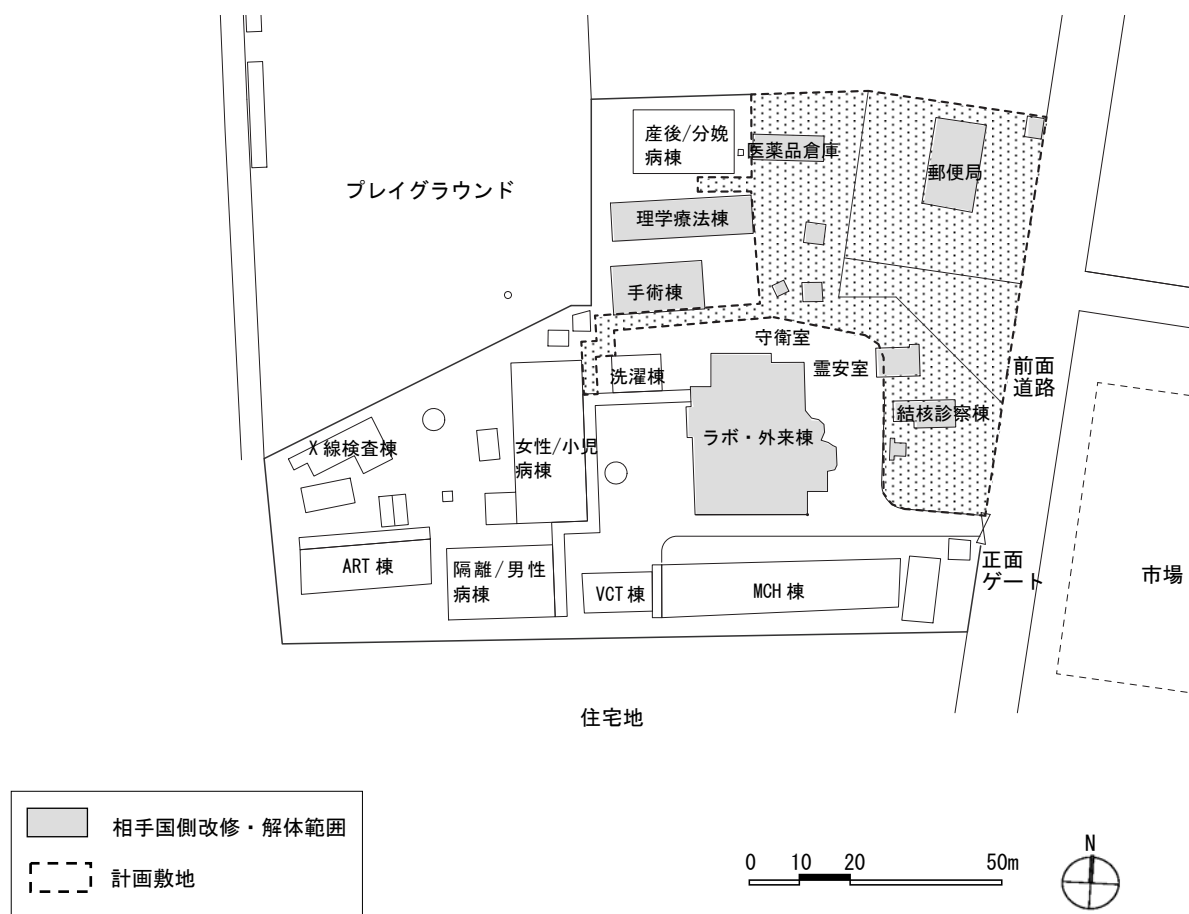 産後/分娩
病棟
医薬品倉庫
郵便局
プレイグラウンド
理学療法棟
手術棟
守衛室
霊安室
前面
道路
洗濯棟
結核診察棟
ラボ・外来棟
X線検査棟
女性/小児
病棟
ART 棟
隔離/男性
病棟
VCT 棟
MCH 棟
正面
ゲート
市場
住宅地
相手国側改修・解体範囲
計画敷地
0 10 20 50m
N